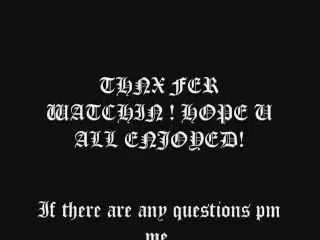 THNX FER
WATCHIN ! HOPE U
ALL ENJOYED!
If there are any questions pm
me